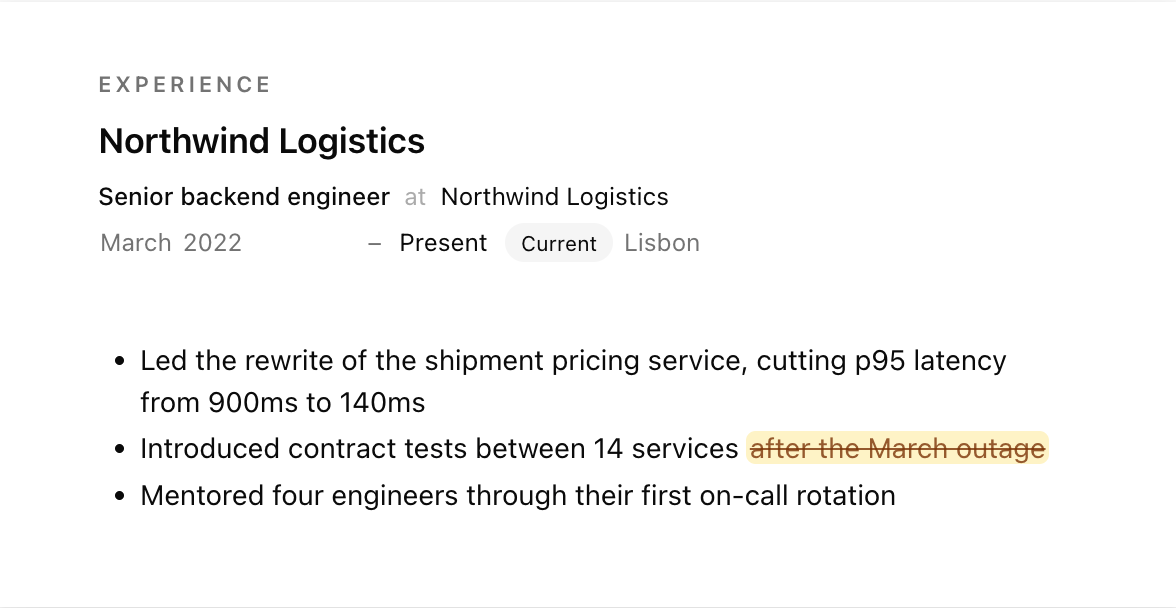 EXPERIENCE
Northwind Logistics
Senior backend engineer at Northwind Logistics
March 2022 – Present Current Lisbon
• Led the rewrite of the shipment pricing service, cutting p95 latency
from 900ms to 140ms
• Introduced contract tests between 14 services after the March outage
• Mentored four engineers through their first on-call rotation